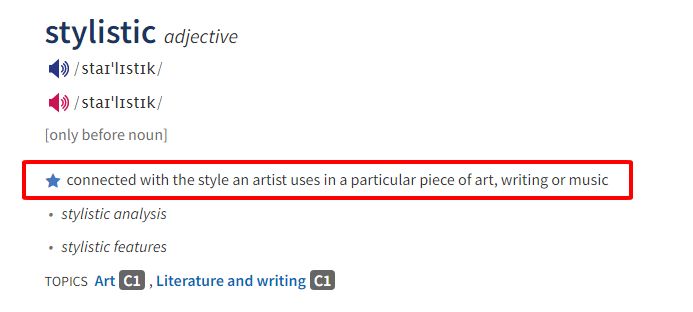 stylistic adjective
/staɪˈlɪstɪk/
/staɪˈlɪstɪk/
[only before noun]
connected with the style an artist uses in a particular piece of art, writing or music
• stylistic analysis
• stylistic features
TOPICS Art C1 , Literature and writing C1